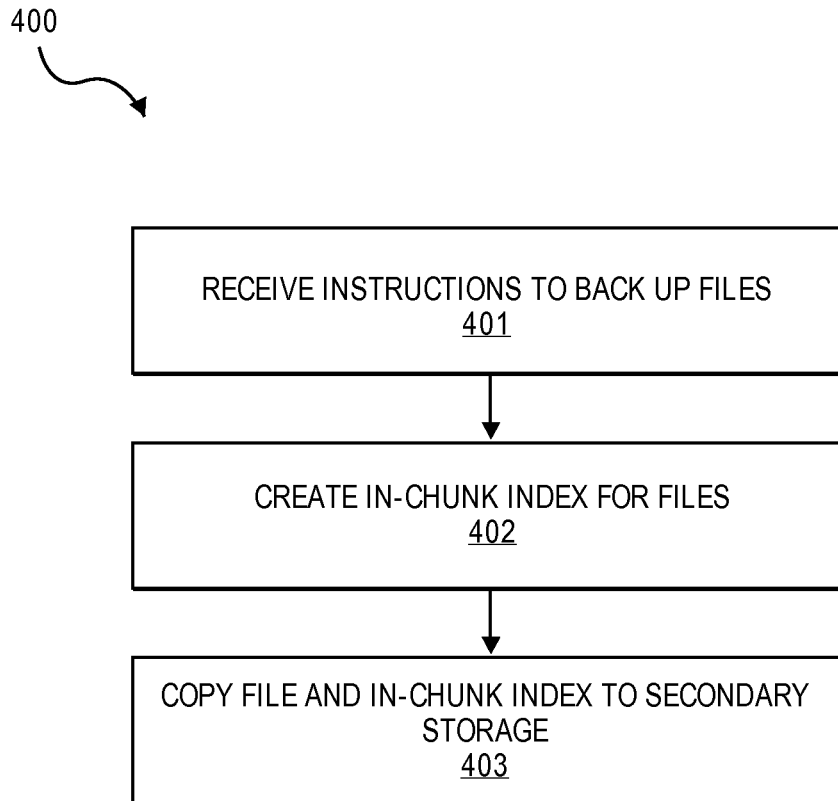 400
RECEIVE INSTRUCTIONS TO BACK UP FILES
401
CREATE IN-CHUNK INDEX FOR FILES
402
COPY FILE AND IN-CHUNK INDEX TO SECONDARY
STORAGE
403